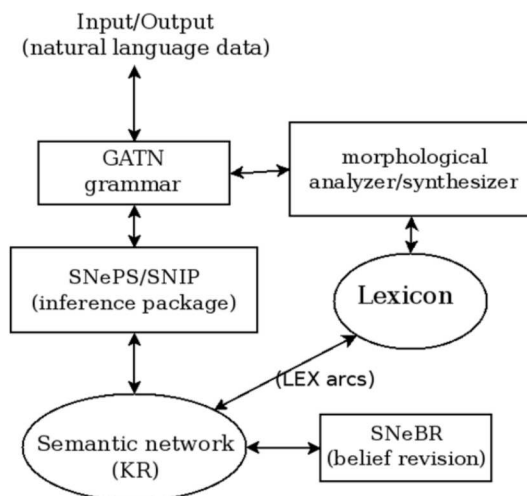 Input/Output
(natural language data)
GATN
grammar
morphological
analyzer/synthesizer
SNePS/SNIP
(inference package)
Lexicon
(LEX arcs)
Semantic network
(KR)
SNeBR
(belief revision)